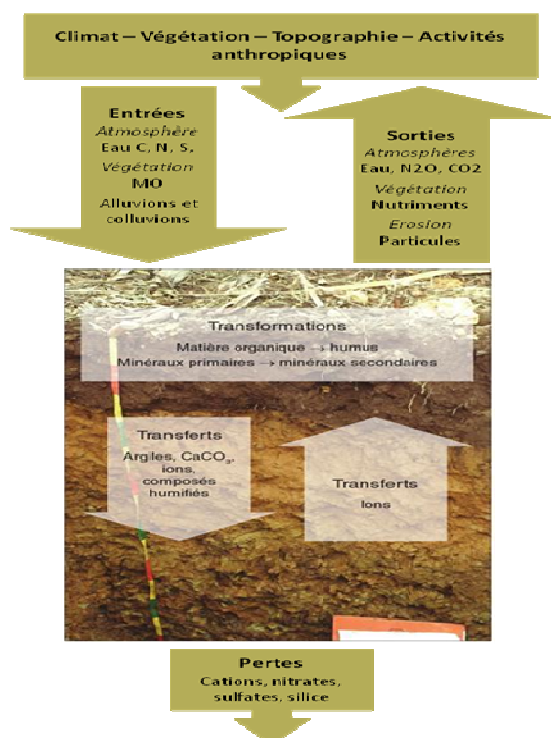 Climat – Végétation – Topographie – Activités
anthropiques
Entrées
Atmosphère
Eau C, N, S,
Végétation
MO
Alluvions et
colluvions
Sorties
Atmosphères
Eau, N2O, CO2
Végétation
Nutriments
Erosion
Particules
Transformations
Matière organique → humus
Minéraux primaires → minéraux secondaires
Transferts
Argiles, CaCO3,
ions,
composés
humifiés
Transferts
Ions
Pertes
Cations, nitrates,
sulfates, silice